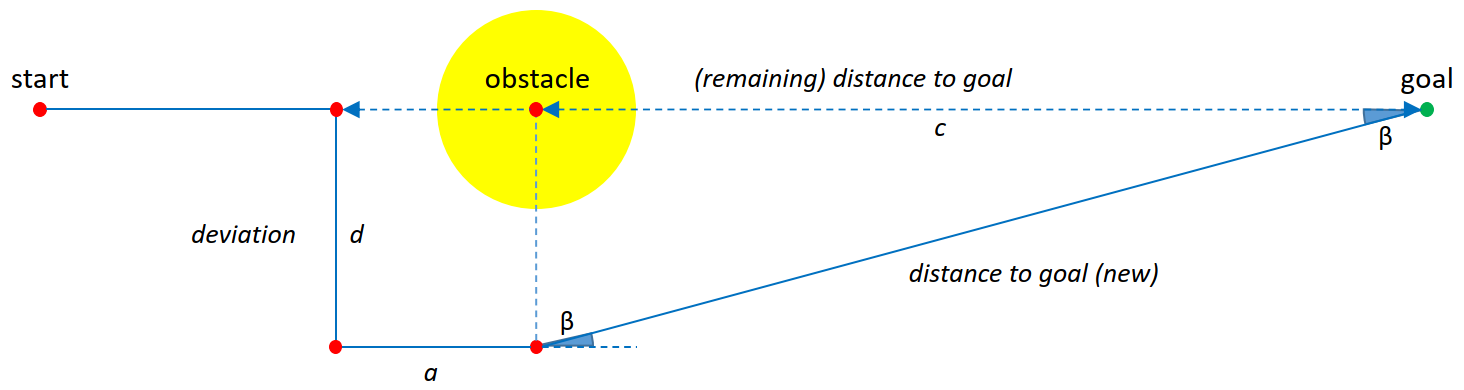 start
obstacle
(remaining) distance to goal
goal
c
β
deviation
d
distance to goal (new)
β
a